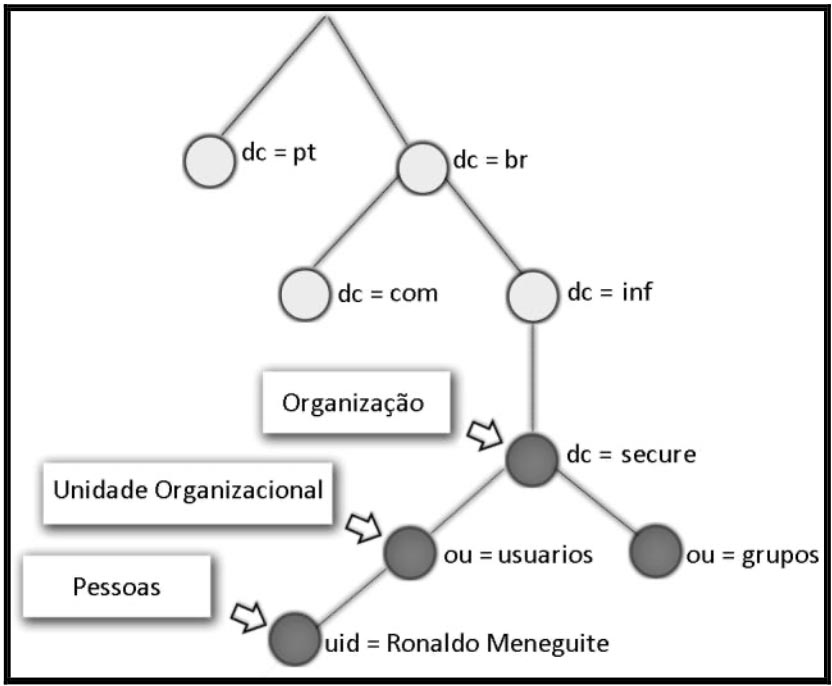 dc = pt
dc = br
dc = com
dc = inf
Organização
dc = secure
Unidade Organizacional
ou = usuarios
ou = grupos
Pessoas
uid = Ronaldo Meneguite